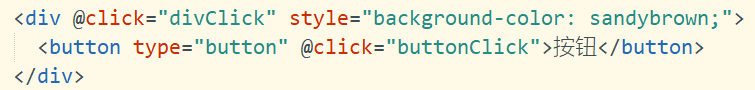 <div @click="divClick" style="background-color: sandybrown;">
<button type="button" @click="buttonClick">按钮</button>
</div>